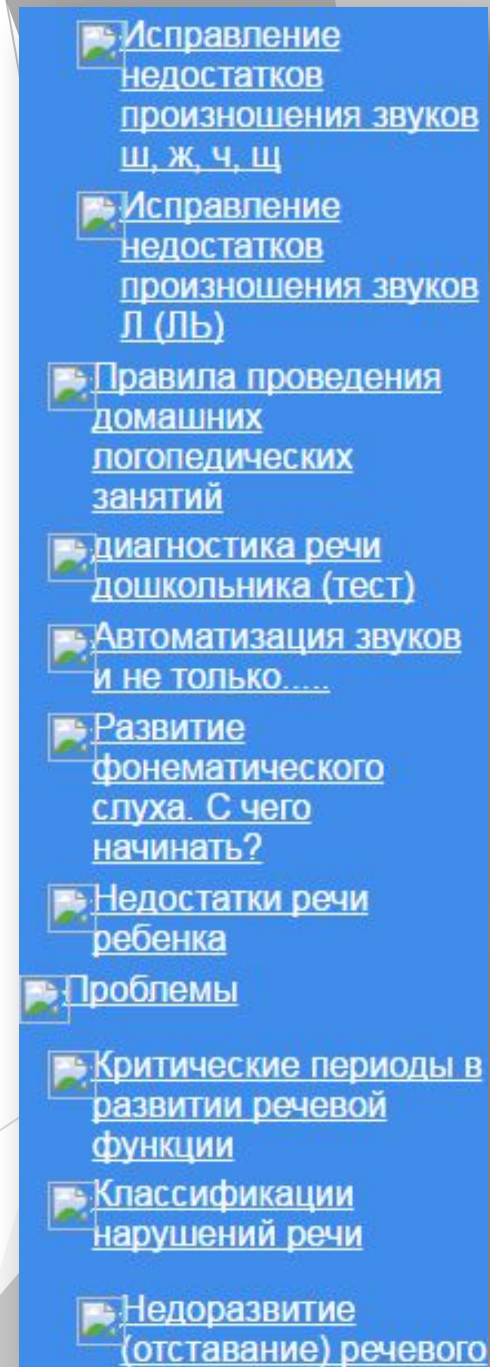 Исправление
недостатков
произношения звуков
ш, ж, ч, щ
Исправление
недостатков
произношения звуков
Л (ЛЬ)
Правила проведения
домашних
логопедических
занятий
диагностика речи
дошкольника (тест)
Автоматизация звуков
и не только.....
Развитие
фонематического
слуха. С чего
начинать?
Недостатки речи
ребенка
Проблемы
Критические периоды в
развитии речевой
функции
Классификации
нарушений речи
Недоразвитие
(отставание) речевого